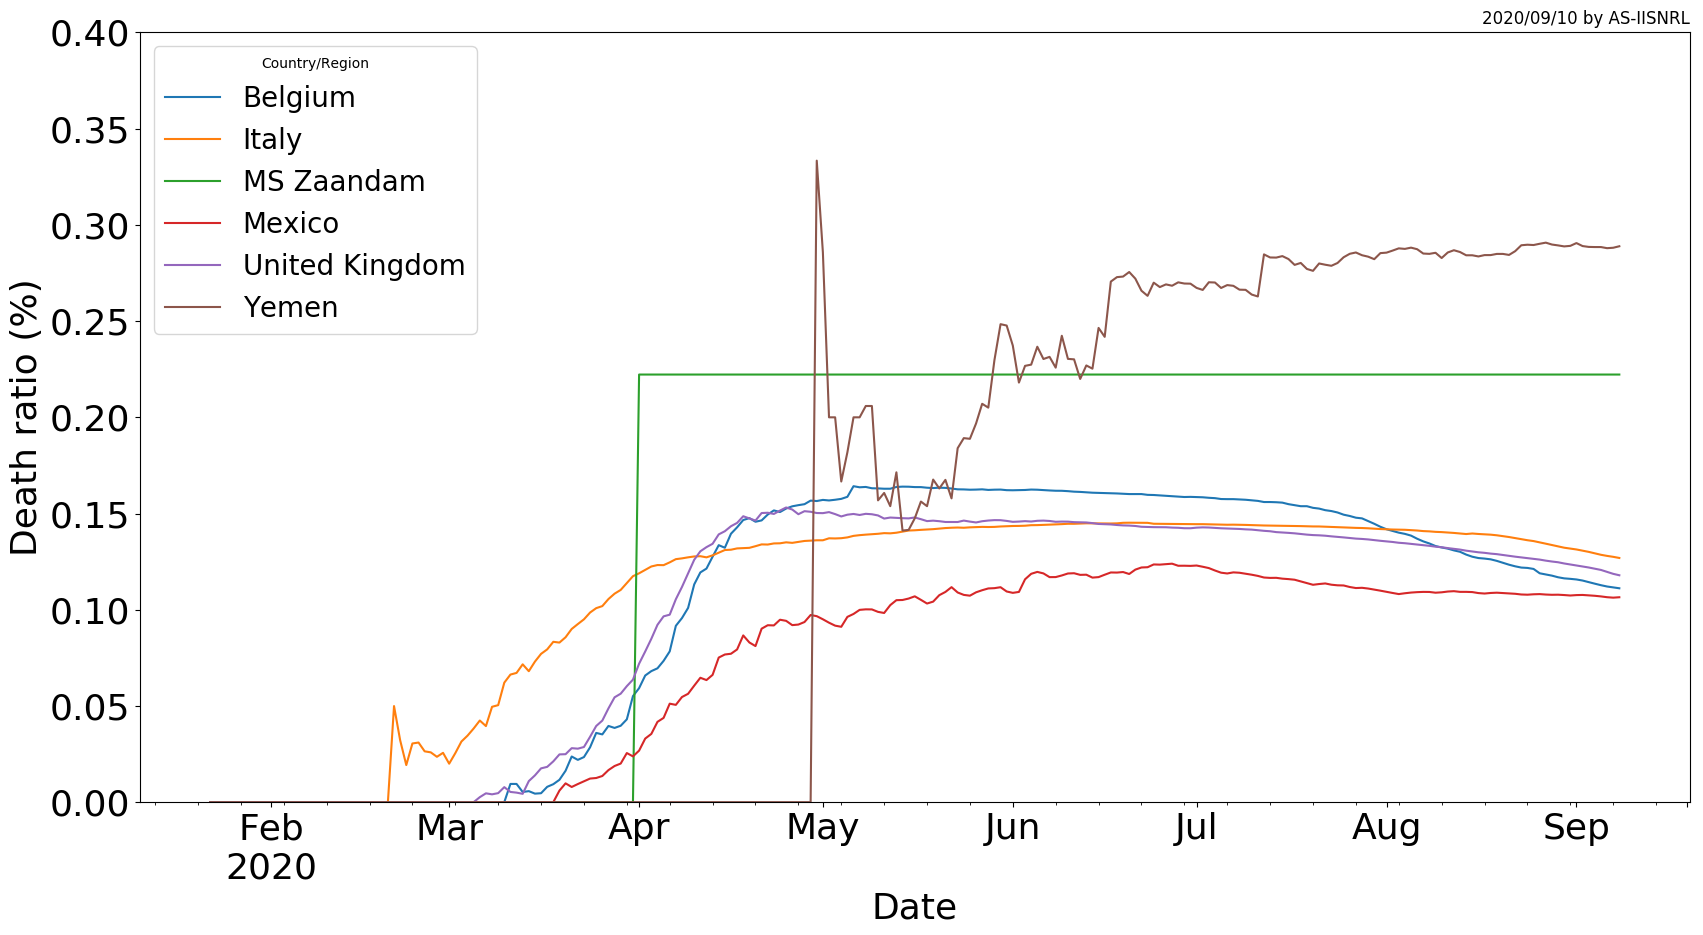 2020/09/10 by AS-IISNRL
0.40
0.35
0.30
0.25
0.20
0.15
0.10
0.05
0.00
Death ratio (%)
Country/Region
Belgium
Italy
MS Zaandam
Mexico
United Kingdom
Yemen
Feb
2020
Mar
Apr
May
Jun
Jul
Aug
Sep
Date